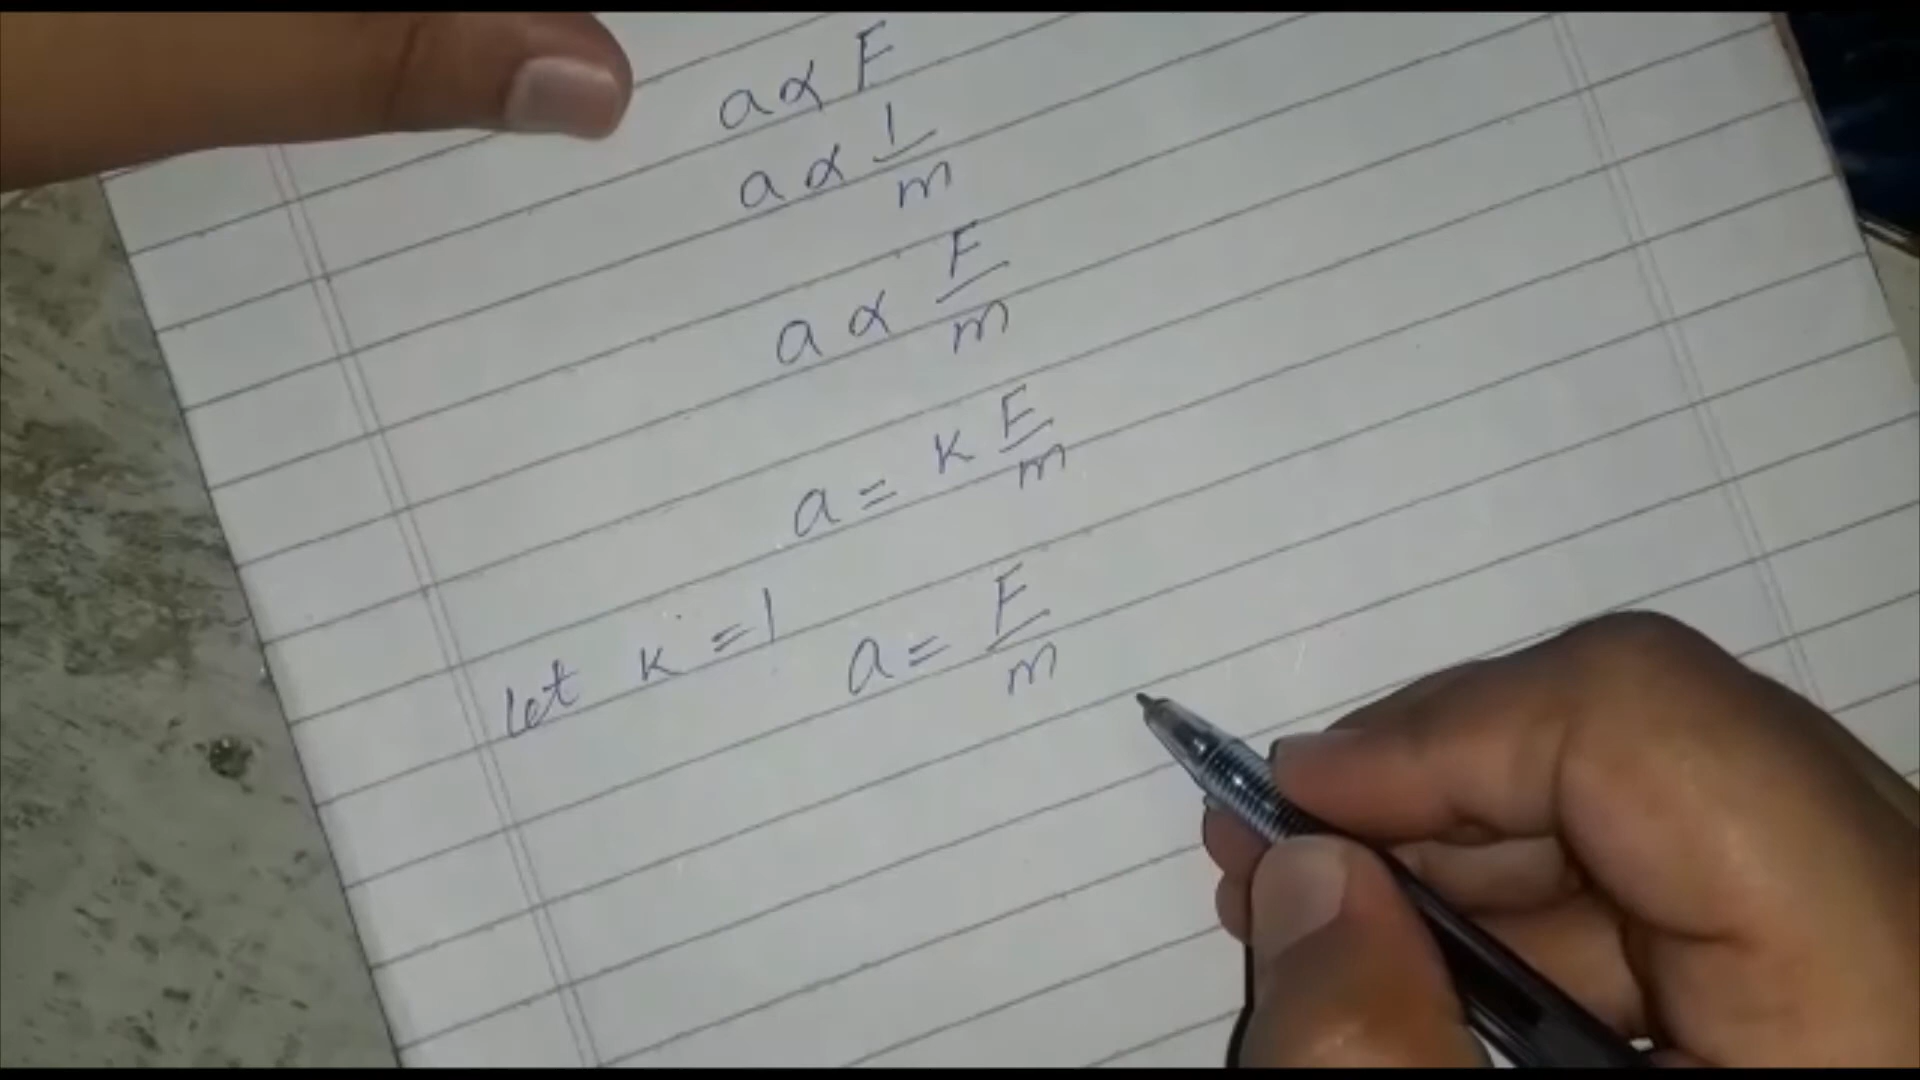 a ∝ F
a ∝ 1/m
a ∝ F/m
a = K F/m
let K = 1 a = F/m